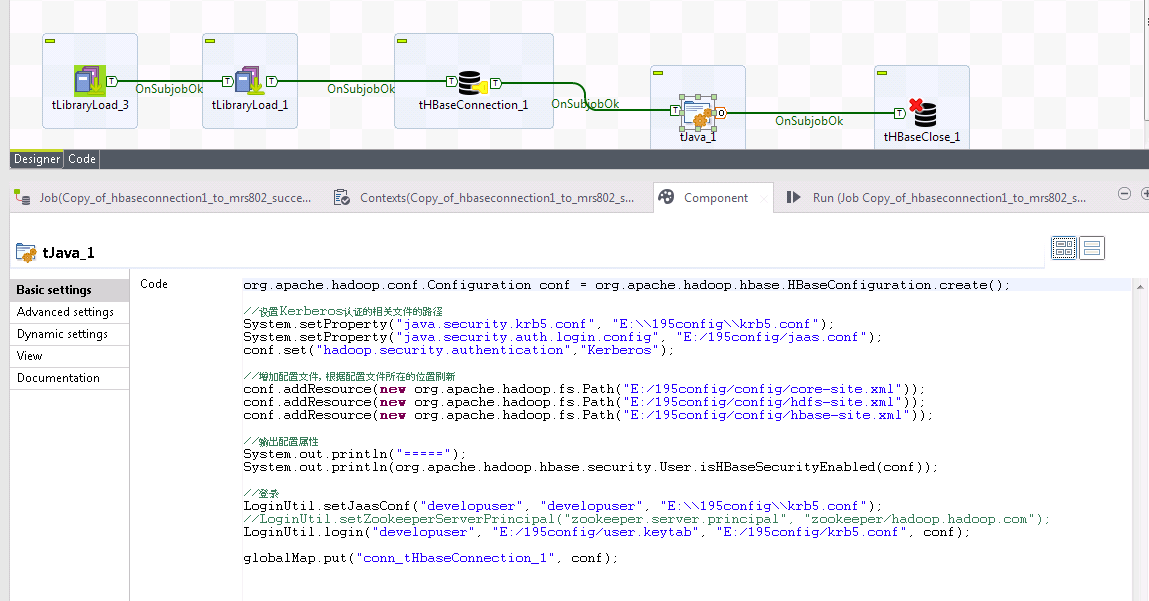 tLibraryLoad_3
OnSubjobOk
tLibraryLoad_1
OnSubjobOk
tHBaseConnection_1
OnSubjobOk
tJava_1
OnSubjobOk
tHBaseClose_1
Designer
Code
Job(Copy_of_hbaseconnection1_to_mrs802_succe...
Contexts(Copy_of_hbaseconnection1_to_mrs802_s...
Component
Run (Job Copy_of_hbaseconnection1_to_mrs802_s...
tJava_1
Basic settings
Advanced settings
Dynamic settings
View
Documentation
Code
org.apache.hadoop.conf.Configuration conf = org.apache.hadoop.hbase.HBaseConfiguration.create();
//设置Kerberos认证的相关文件的路径
System.setProperty("java.security.krb5.conf", "E:\\195config\\krb5.conf");
System.setProperty("java.security.auth.login.config", "E:/195config/jaas.conf");
conf.set("hadoop.security.authentication","Kerberos");
//增加配置文件，根据配置文件所在的位置刷新
conf.addResource(new org.apache.hadoop.fs.Path("E:/195config/config/core-site.xml"));
conf.addResource(new org.apache.hadoop.fs.Path("E:/195config/config/hdfs-site.xml"));
conf.addResource(new org.apache.hadoop.fs.Path("E:/195config/config/hbase-site.xml"));
//输出配置属性
System.out.println("=====");
System.out.println(org.apache.hadoop.hbase.security.User.isHBaseSecurityEnabled(conf));
//登录
LoginUtil.setJaasConf("developuser", "developuser", "E:\\195config\\krb5.conf");
//LoginUtil.setZookeeperServerPrincipal("zookeeper.server.principal", "zookeeper/hadoop.hadoop.com");
LoginUtil.login("developuser", "E:/195config/user.keytab", "E:/195config/krb5.conf", conf);
globalMap.put("conn_tHbaseConnection_1", conf);